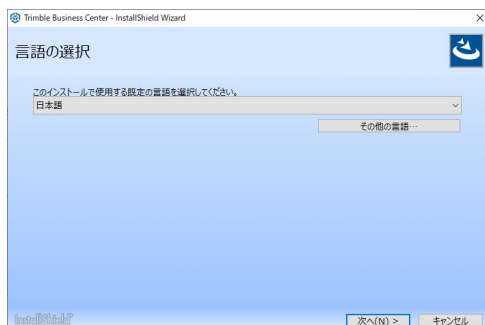 Trimble Business Center - InstallShield Wizard
言語の選択
このインストールで使用する既定の言語を選択してください。
日本語
その他の言語…
InstallShield
次へ(N) >
キャンセル